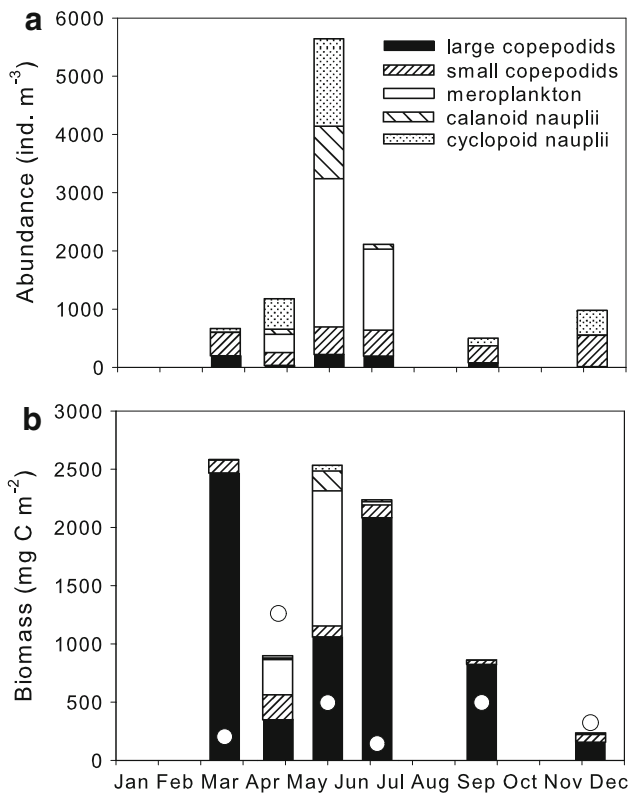 a
6000
5000
4000
3000
2000
1000
0
Abundance (ind. m⁻³)
large copepodids
small copepodids
meroplankton
calanoid nauplii
cyclopoid nauplii
b
3000
2500
2000
1500
1000
500
0
Biomass (mg C m⁻²)
Jan Feb Mar Apr May Jun Jul Aug Sep Oct Nov Dec